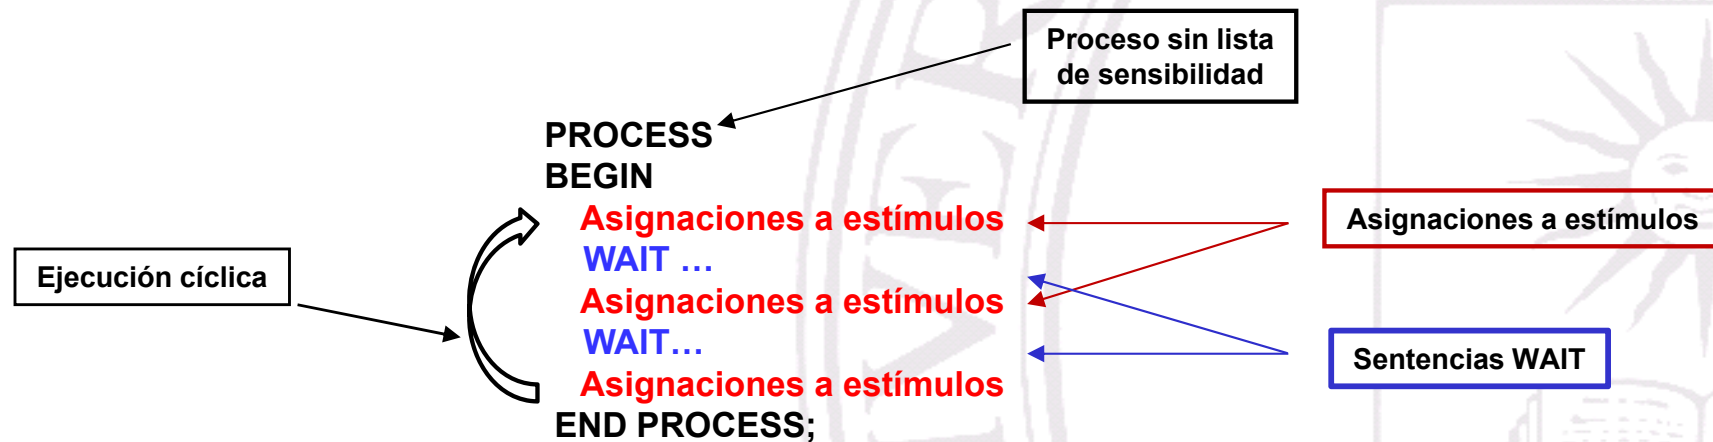 Proceso sin lista
de sensibilidad
PROCESS
BEGIN
Asignaciones a estímulos
WAIT …
Asignaciones a estímulos
WAIT…
Asignaciones a estímulos
END PROCESS;
Ejecución cíclica
Asignaciones a estímulos
Sentencias WAIT